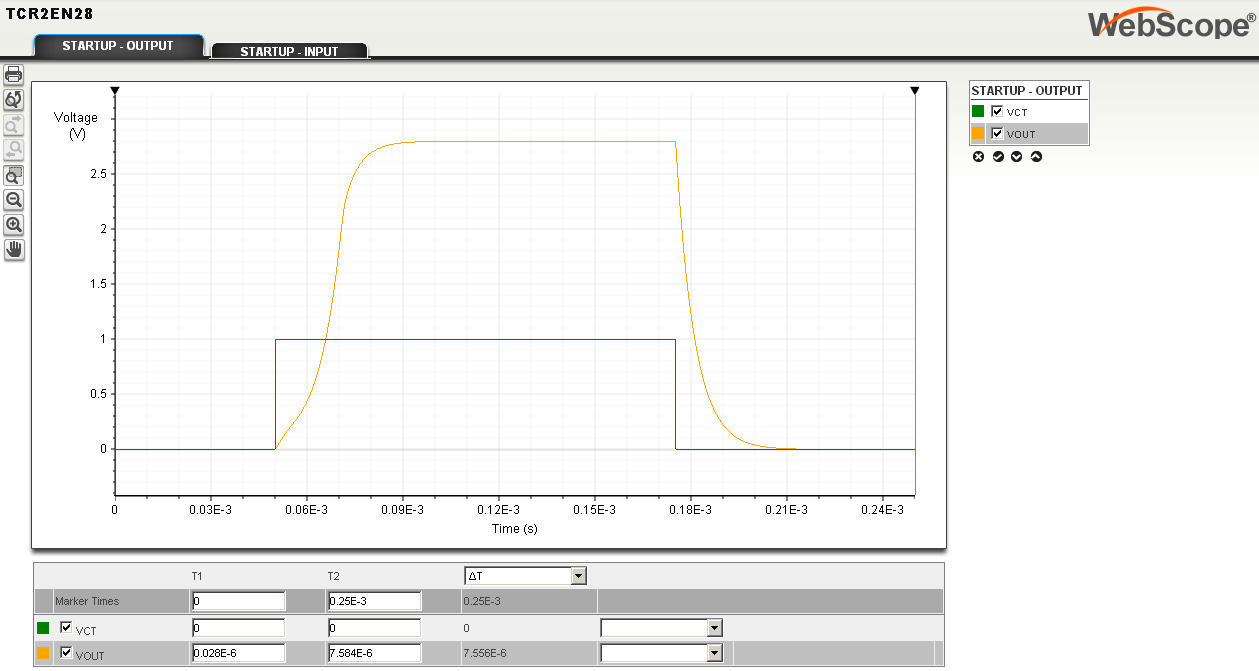 TCR2EN28
WebScope®
STARTUP - OUTPUT
STARTUP - INPUT
Voltage
(V)
2.5
2
1.5
1
0.5
0
0 0.03E-3 0.06E-3 0.09E-3 0.12E-3 0.15E-3 0.18E-3 0.21E-3 0.24E-3
Time (s)
STARTUP - OUTPUT
VCT
VOUT
T1 T2 ΔT
Marker Times 0 0.25E-3 0.25E-3
VCT 0 0 0
VOUT 0.028E-6 7.584E-6 7.556E-6